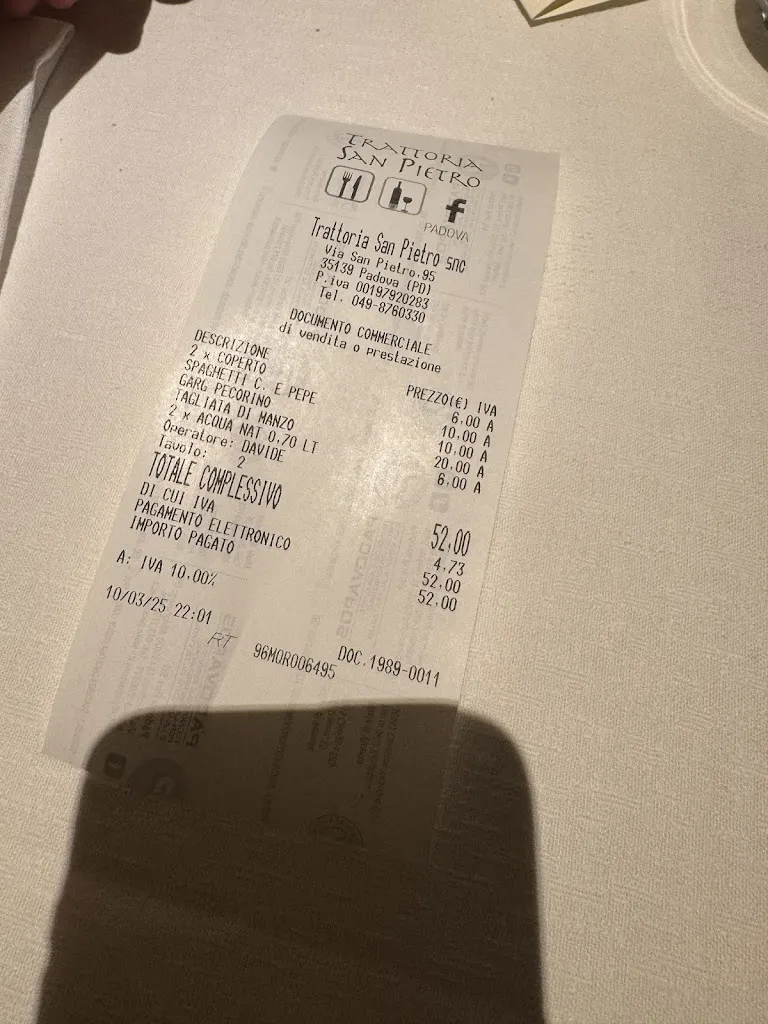 TRATTORIA
SAN PIETRO
f
PADOVA
Trattoria San Pietro snc
Via San Pietro,95
35139 Padova (PD)
P.iva 00197920283
Tel. 049-8760330
DOCUMENTO COMMERCIALE
di vendita o prestazione
DESCRIZIONE PREZZO(€) IVA
2 x COPERTO 6,00 A
SPAGHETTI C. E PEPE 10,00 A
GARG PECORINO 10,00 A
TAGLIATA DI MANZO 20,00 A
2 x ACQUA NAT 0,70 LT 6,00 A
Operatore: DAVIDE
Tavolo: 2
TOTALE COMPLESSIVO 52,00
DI CUI IVA 4,73
PAGAMENTO ELETTRONICO 52,00
IMPORTO PAGATO 52,00
A: IVA 10,00%
10/03/25 22:01 DOC.1989-0011
RT 96MOR006495